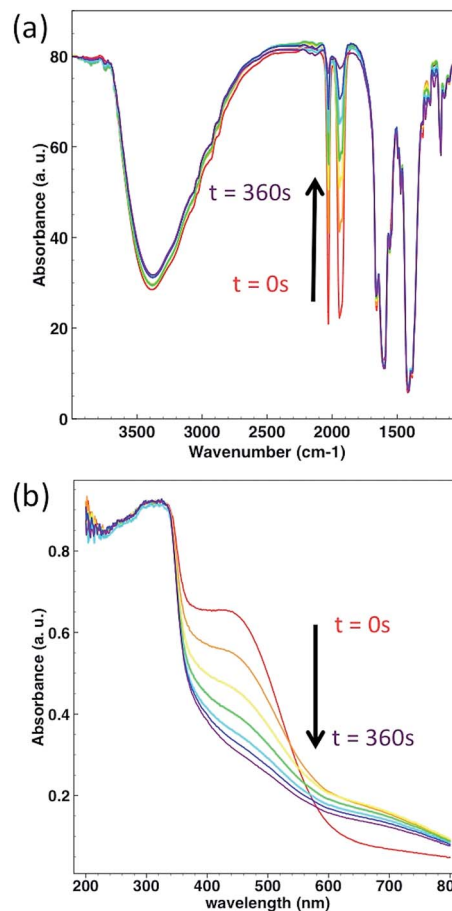 (a)
80
60
40
20
0
Absorbance (a. u.)
t = 360s
t = 0s
3500
3000
2500
2000
1500
Wavenumber (cm-1)
(b)
0.8
0.6
0.4
0.2
Absorbance (a. u.)
t = 0s
t = 360s
200
300
400
500
600
700
800
wavelength (nm)